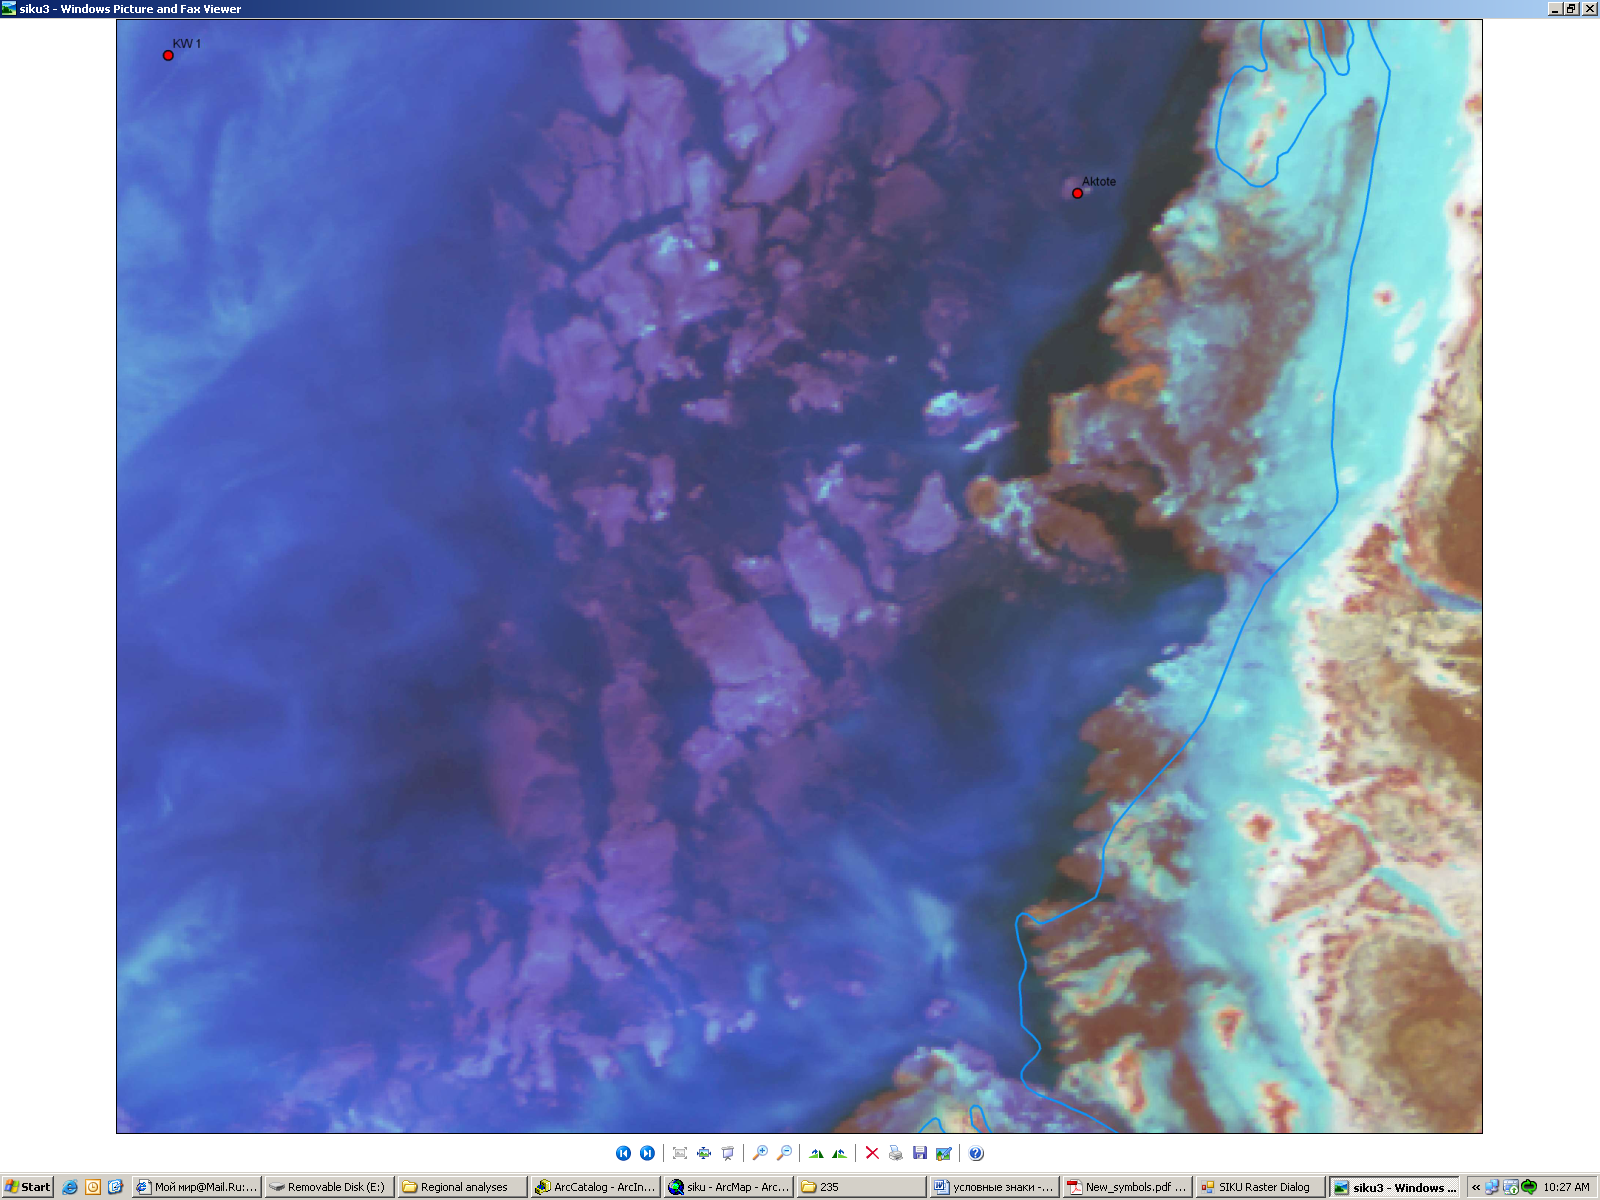 siku3 - Windows Picture and Fax Viewer
KW 1
Aktote
Start
Мой мир@Mail.Ru:...
Removable Disk (E:)
Regional analyses
ArcCatalog - ArcIn...
siku - ArcMap - Arc...
235
условные знаки -...
New_symbols.pdf ...
SIKU Raster Dialog
siku3 - Windows ...
10:27 AM